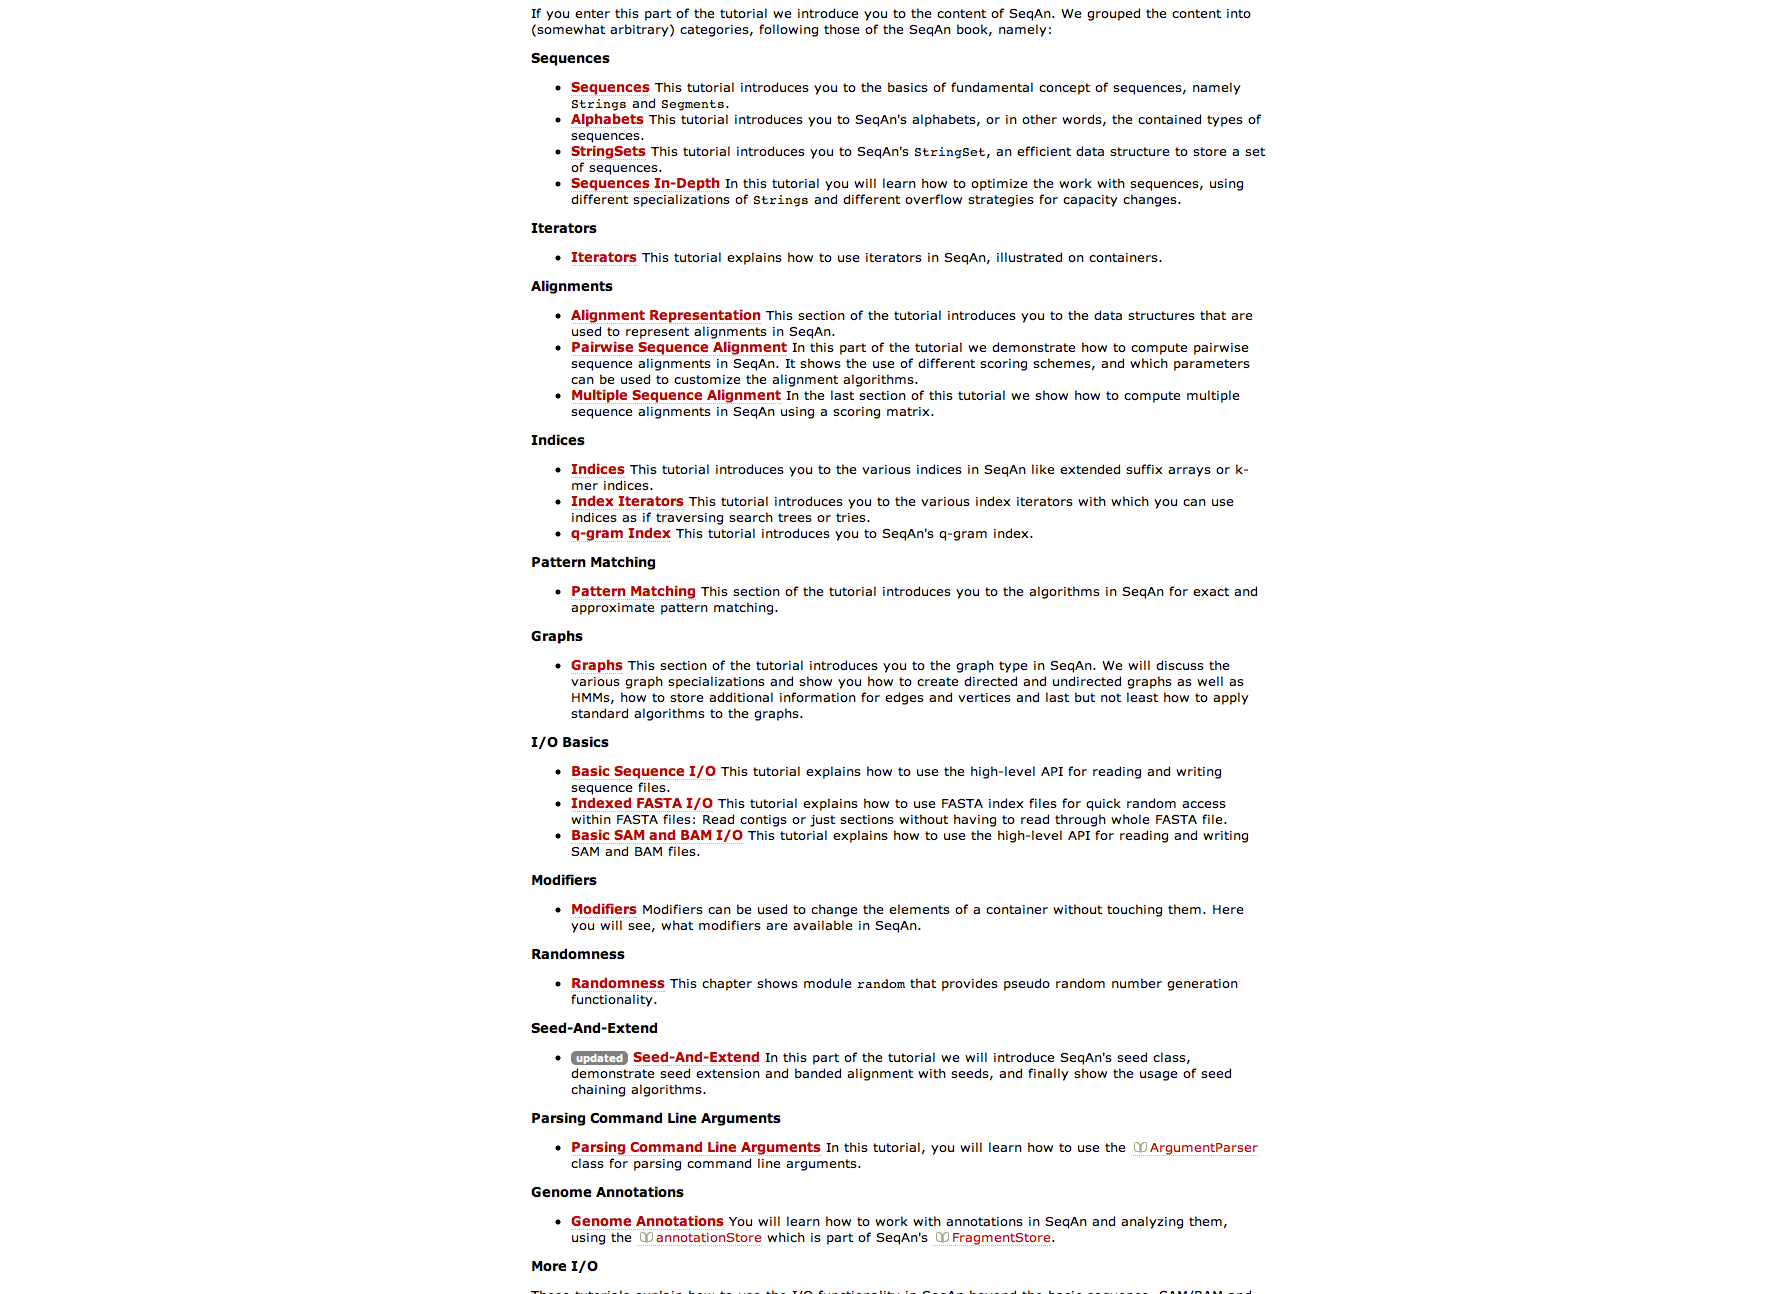 If you enter this part of the tutorial we introduce you to the content of SeqAn. We grouped the content into
(somewhat arbitrary) categories, following those of the SeqAn book, namely:
Sequences
• Sequences This tutorial introduces you to the basics of fundamental concept of sequences, namely
Strings and Segments.
• Alphabets This tutorial introduces you to SeqAn's alphabets, or in other words, the contained types of
sequences.
• StringSets This tutorial introduces you to SeqAn's StringSet, an efficient data structure to store a set
of sequences.
• Sequences In-Depth In this tutorial you will learn how to optimize the work with sequences, using
different specializations of Strings and different overflow strategies for capacity changes.
Iterators
• Iterators This tutorial explains how to use iterators in SeqAn, illustrated on containers.
Alignments
• Alignment Representation This section of the tutorial introduces you to the data structures that are
used to represent alignments in SeqAn.
• Pairwise Sequence Alignment In this part of the tutorial we demonstrate how to compute pairwise
sequence alignments in SeqAn. It shows the use of different scoring schemes, and which parameters
can be used to customize the alignment algorithms.
• Multiple Sequence Alignment In the last section of this tutorial we show how to compute multiple
sequence alignments in SeqAn using a scoring matrix.
Indices
• Indices This tutorial introduces you to the various indices in SeqAn like extended suffix arrays or k-
mer indices.
• Index Iterators This tutorial introduces you to the various index iterators with which you can use
indices as if traversing search trees or tries.
• q-gram Index This tutorial introduces you to SeqAn's q-gram index.
Pattern Matching
• Pattern Matching This section of the tutorial introduces you to the algorithms in SeqAn for exact and
approximate pattern matching.
Graphs
• Graphs This section of the tutorial introduces you to the graph type in SeqAn. We will discuss the
various graph specializations and show you how to create directed and undirected graphs as well as
HMMs, how to store additional information for edges and vertices and last but not least how to apply
standard algorithms to the graphs.
I/O Basics
• Basic Sequence I/O This tutorial explains how to use the high-level API for reading and writing
sequence files.
• Indexed FASTA I/O This tutorial explains how to use FASTA index files for quick random access
within FASTA files: Read contigs or just sections without having to read through whole FASTA file.
• Basic SAM and BAM I/O This tutorial explains how to use the high-level API for reading and writing
SAM and BAM files.
Modifiers
• Modifiers Modifiers can be used to change the elements of a container without touching them. Here
you will see, what modifiers are available in SeqAn.
Randomness
• Randomness This chapter shows module random that provides pseudo random number generation
functionality.
Seed-And-Extend
• updated Seed-And-Extend In this part of the tutorial we will introduce SeqAn's seed class,
demonstrate seed extension and banded alignment with seeds, and finally show the usage of seed
chaining algorithms.
Parsing Command Line Arguments
• Parsing Command Line Arguments In this tutorial, you will learn how to use the ArgumentParser
class for parsing command line arguments.
Genome Annotations
• Genome Annotations You will learn how to work with annotations in SeqAn and analyzing them,
using the annotationStore which is part of SeqAn's FragmentStore.
More I/O
These tutorials explain how to use the I/O functionality in SeqAn beyond the basic sequence, SAM/BAM and